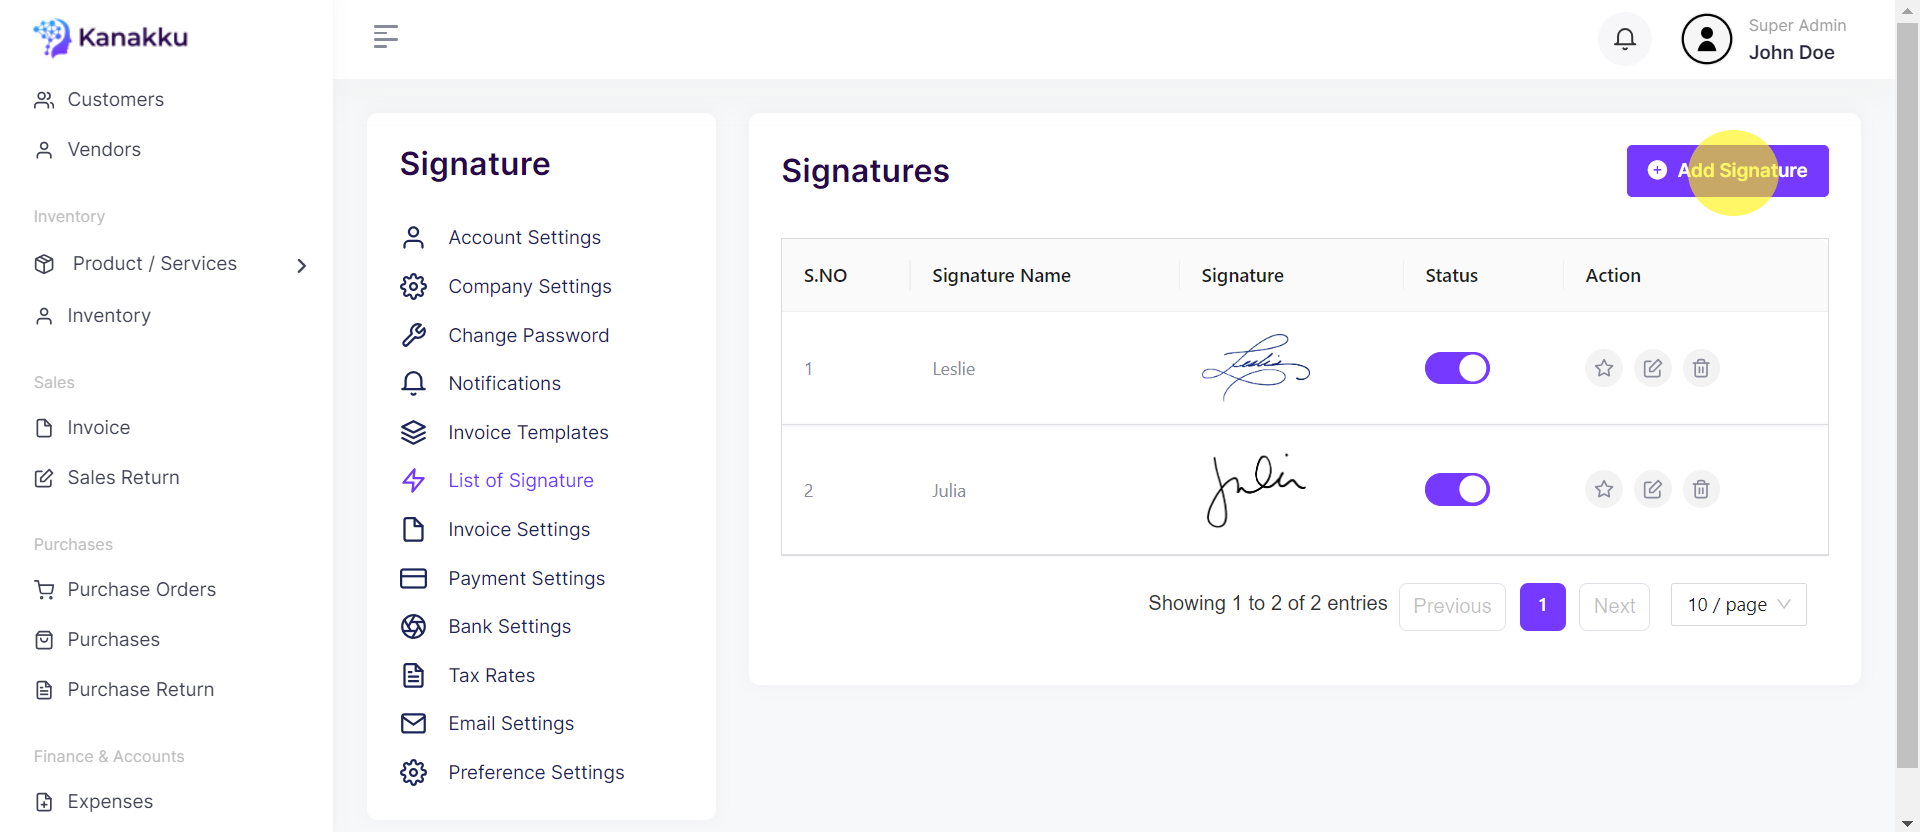 Kanakku
Super Admin
John Doe
Customers
Vendors
Inventory
Product / Services
Inventory
Sales
Invoice
Sales Return
Purchases
Purchase Orders
Purchases
Purchase Return
Finance & Accounts
Expenses
Signature
Account Settings
Company Settings
Change Password
Notifications
Invoice Templates
List of Signature
Invoice Settings
Payment Settings
Bank Settings
Tax Rates
Email Settings
Preference Settings
Signatures
Add Signature
S.NO Signature Name Signature Status Action
1 Leslie Leslie
2 Julia Julia
Showing 1 to 2 of 2 entries Previous 1 Next 10 / page